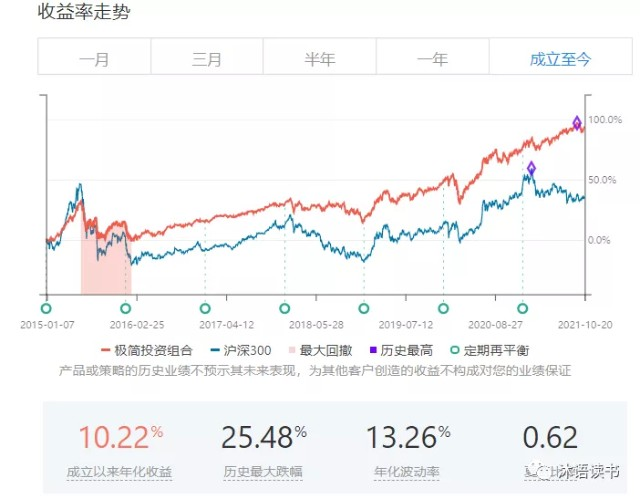 收益率走势
一月 三月 半年 一年 成立至今
100.0%
50.0%
0.0%
2015-01-07 2016-02-25 2017-04-12 2018-05-28 2019-07-12 2020-08-27 2021-10-20
极简投资组合 沪深300 最大回撤 历史最高 定期再平衡
产品或策略的历史业绩不预示其未来表现，为其他客户创造的收益不构成对您的业绩保证
10.22% 25.48% 13.26% 0.62
成立以来年化收益 历史最大跌幅 年化波动率
沐语读书